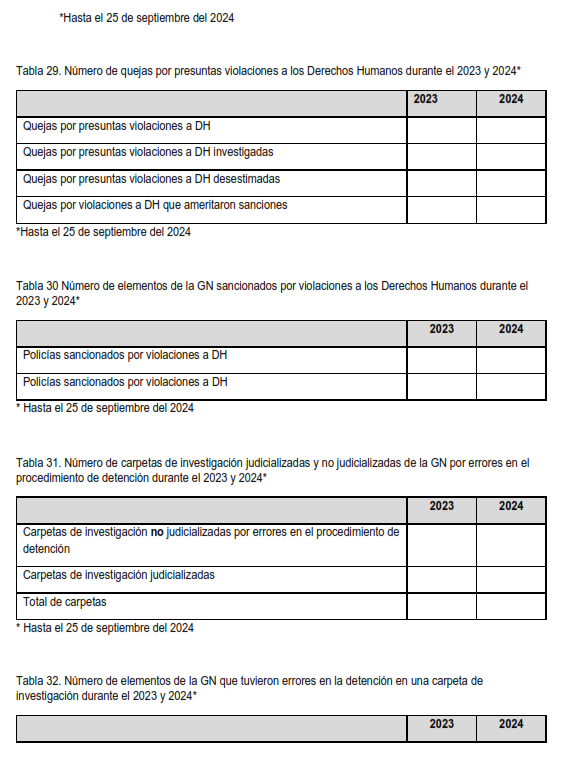 *Hasta el 25 de septiembre del 2024
Tabla 29. Número de quejas por presuntas violaciones a los Derechos Humanos durante el 2023 y 2024*
2023 2024
Quejas por presuntas violaciones a DH
Quejas por presuntas violaciones a DH investigadas
Quejas por presuntas violaciones a DH desestimadas
Quejas por violaciones a DH que ameritaron sanciones
*Hasta el 25 de septiembre del 2024
Tabla 30 Número de elementos de la GN sancionados por violaciones a los Derechos Humanos durante el
2023 y 2024*
2023 2024
Policías sancionados por violaciones a DH
Policías sancionados por violaciones a DH
* Hasta el 25 de septiembre del 2024
Tabla 31. Número de carpetas de investigación judicializadas y no judicializadas de la GN por errores en el
procedimiento de detención durante el 2023 y 2024*
2023 2024
Carpetas de investigación no judicializadas por errores en el procedimiento de
detención
Carpetas de investigación judicializadas
Total de carpetas
* Hasta el 25 de septiembre del 2024
Tabla 32. Número de elementos de la GN que tuvieron errores en la detención en una carpeta de
investigación durante el 2023 y 2024*
2023 2024